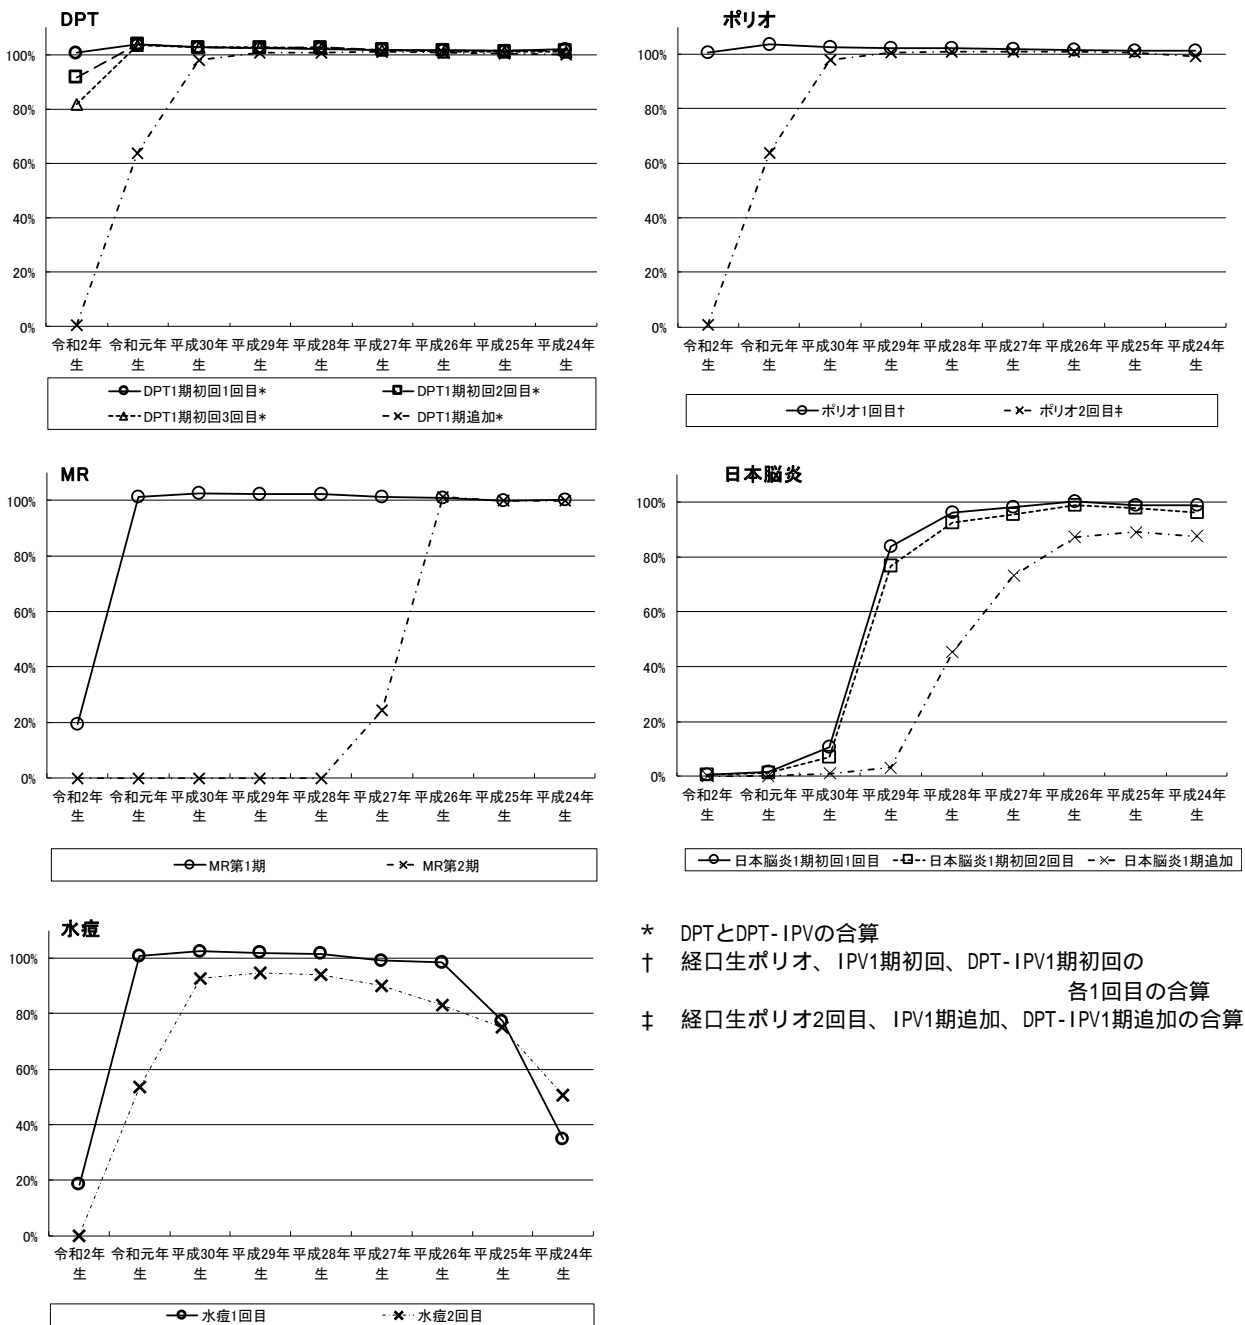 DPT
100%
80%
60%
40%
20%
0%
令和2年 令和元年 平成30年 平成29年 平成28年 平成27年 平成26年 平成25年 平成24年
生 生 生 生 生 生 生 生 生
DPT1期初回1回目* DPT1期初回2回目*
DPT1期初回3回目* DPT1期追加*
ポリオ
100%
80%
60%
40%
20%
0%
令和2年 令和元年 平成30年 平成29年 平成28年 平成27年 平成26年 平成25年 平成24年
生 生 生 生 生 生 生 生 生
ポリオ1回目† ポリオ2回目‡
MR
100%
80%
60%
40%
20%
0%
令和2年 令和元年 平成30年 平成29年 平成28年 平成27年 平成26年 平成25年 平成24年
生 生 生 生 生 生 生 生 生
MR第1期 MR第2期
日本脳炎
100%
80%
60%
40%
20%
0%
令和2年 令和元年 平成30年 平成29年 平成28年 平成27年 平成26年 平成25年 平成24年
生 生 生 生 生 生 生 生 生
日本脳炎1期初回1回目 日本脳炎1期初回2回目 日本脳炎1期追加
水痘
100%
80%
60%
40%
20%
0%
令和2年 令和元年 平成30年 平成29年 平成28年 平成27年 平成26年 平成25年 平成24年
生 生 生 生 生 生 生 生 生
水痘1回目 水痘2回目
* DPTとDPT-IPVの合算
† 経口生ポリオ、IPV1期初回、DPT-IPV1期初回の
各1回目の合算
‡ 経口生ポリオ2回目、IPV1期追加、DPT-IPV1期追加の合算